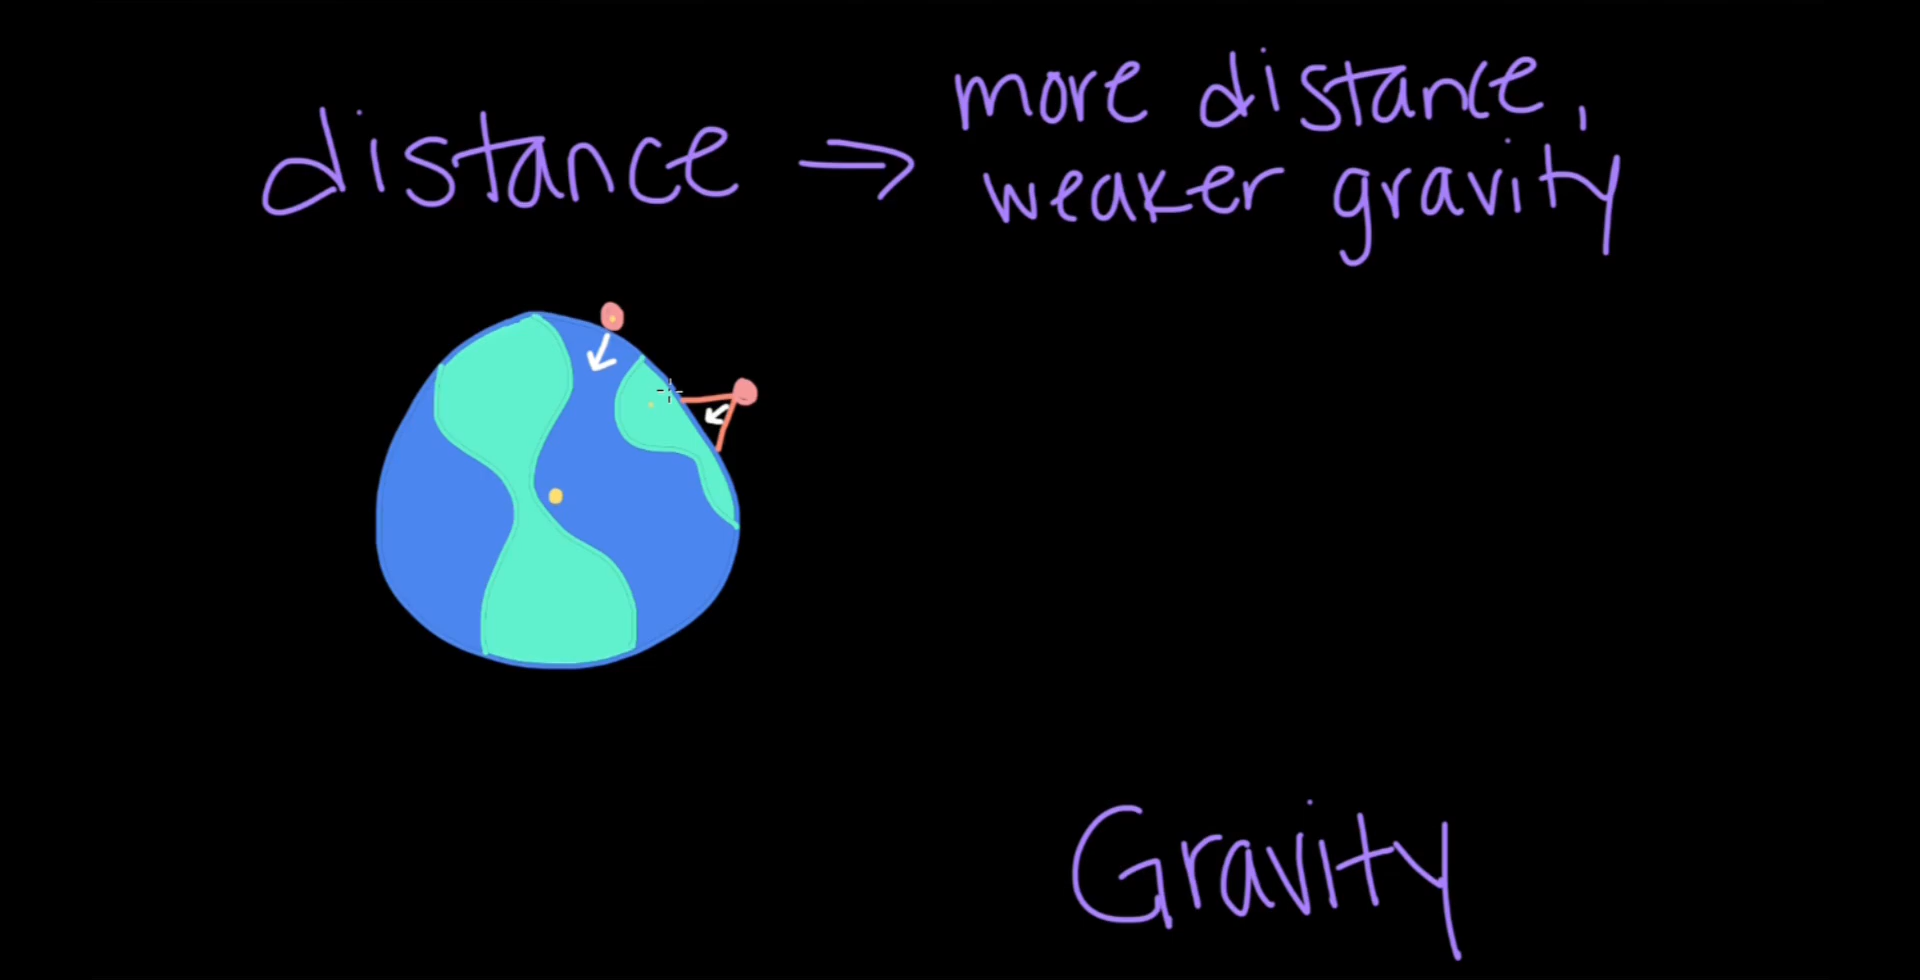 distance →
more distance,
weaker gravity
Gravity